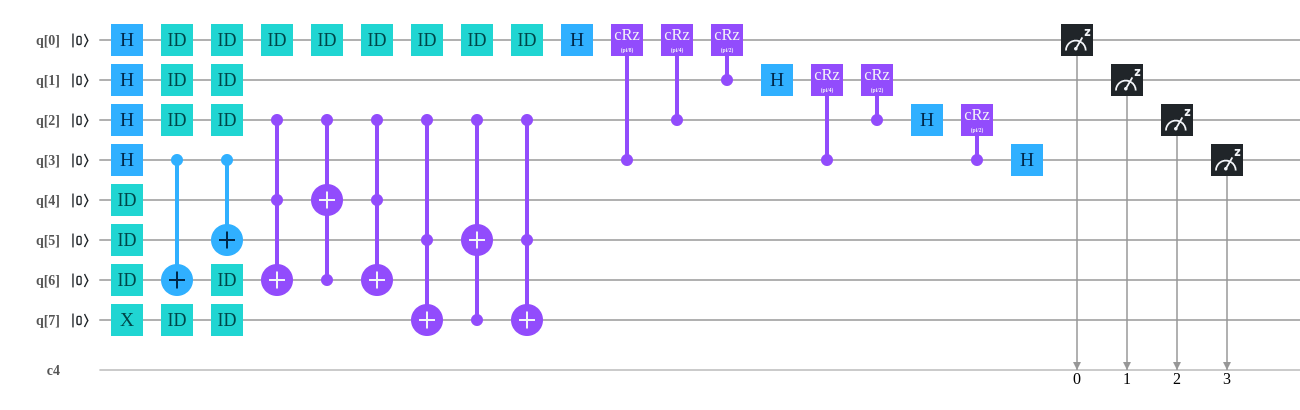 q[0] |0⟩ H ID ID ID ID ID ID ID ID H cRz (pi/8) cRz (pi/4) cRz (pi/2) z
q[1] |0⟩ H ID ID H cRz (pi/4) cRz (pi/2) z
q[2] |0⟩ H ID ID H cRz (pi/2) z
q[3] |0⟩ H H z
q[4] |0⟩ ID
q[5] |0⟩ ID
q[6] |0⟩ ID ID
q[7] |0⟩ X ID ID
c4
0 1 2 3